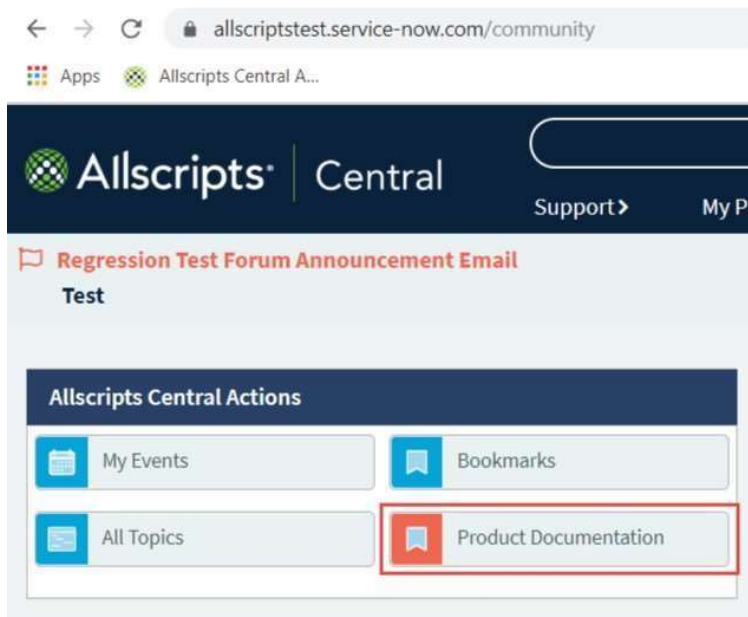 allscriptstest.service-now.com/community
Apps Allscripts Central A...
Allscripts Central
Support> My P
Regression Test Forum Announcement Email
Test
Allscripts Central Actions
My Events Bookmarks
All Topics Product Documentation